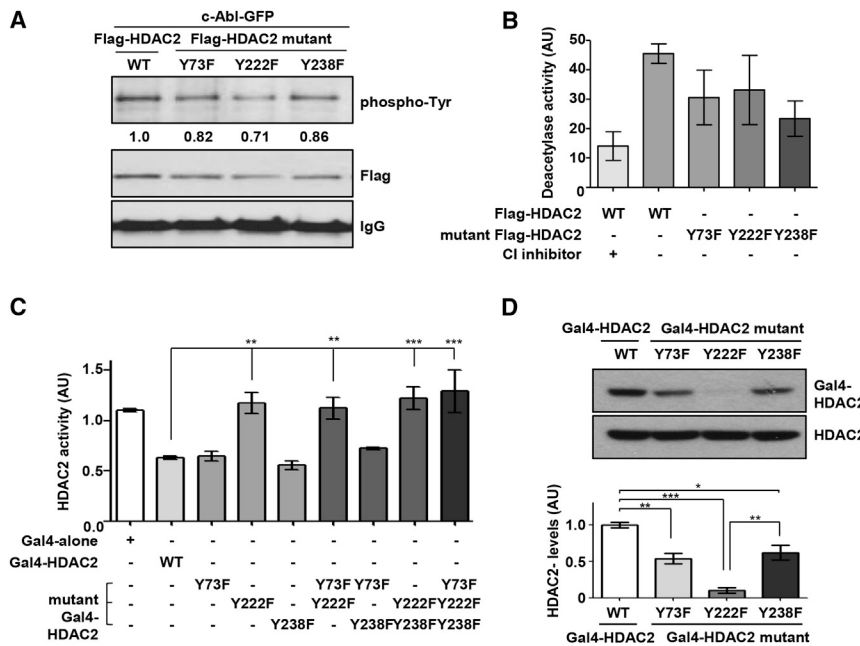 A
c-Abl-GFP
Flag-HDAC2 Flag-HDAC2 mutant
WT Y73F Y222F Y238F
phospho-Tyr
1.0 0.82 0.71 0.86
Flag
IgG
B
Deacetylase activity (AU)
50
40
30
20
10
0
Flag-HDAC2 WT WT - - -
mutant Flag-HDAC2 - - Y73F Y222F Y238F
CI inhibitor + - - - -
C
** ** *** ***
HDAC2 activity (AU)
1.5
1.0
0.5
0.0
Gal4-alone + - - - - - - - -
Gal4-HDAC2 - WT - - - - - - -
mutant Gal4-HDAC2
- - Y73F - - Y73F Y73F - Y73F
- - - Y222F - Y222F - Y222F Y222F
- - - - Y238F - Y238F Y238F Y238F
D
Gal4-HDAC2 Gal4-HDAC2 mutant
WT Y73F Y222F Y238F
Gal4-
HDAC2
HDAC2
HDAC2- levels (AU)
*
***
** **
1.0
0.5
0.0
WT Y73F Y222F Y238F
Gal4-HDAC2 Gal4-HDAC2 mutant